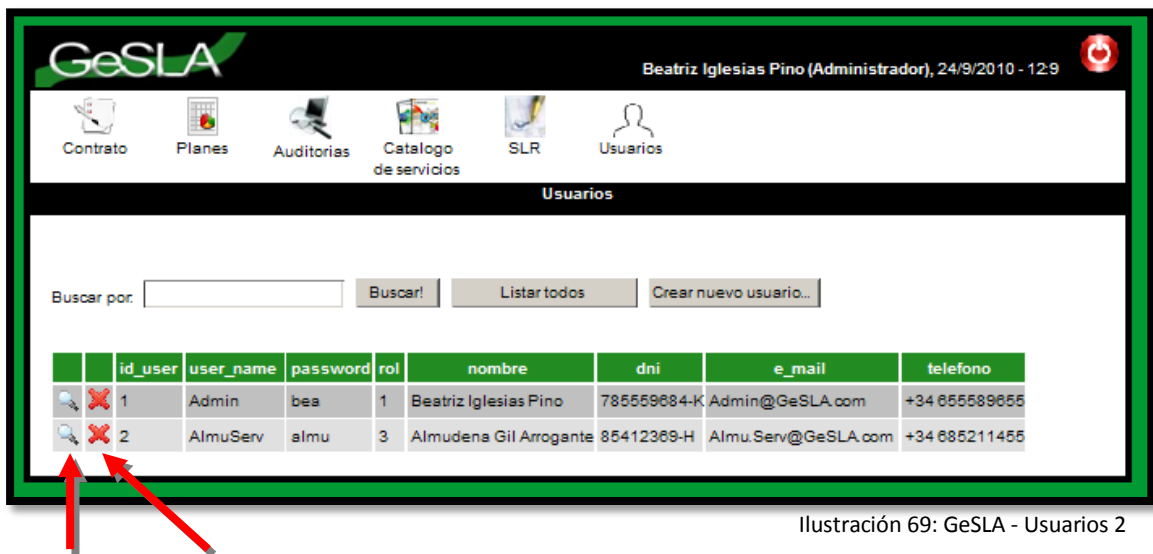 GeSLA
Beatriz Iglesias Pino (Administrador), 24/9/2010 - 12:9
Contrato Planes Auditorias Catalogo de servicios SLR Usuarios
Usuarios
Buscar por: Buscar! Listar todos Crear nuevo usuario...
id_user user_name password rol nombre dni e_mail telefono
1 Admin bea 1 Beatriz Iglesias Pino 785559684-K Admin@GeSLA.com +34 655589655
2 AlmuServ almu 3 Almudena Gil Arrogante 85412369-H Almu.Serv@GeSLA.com +34 685211455
Ilustración 69: GeSLA - Usuarios 2